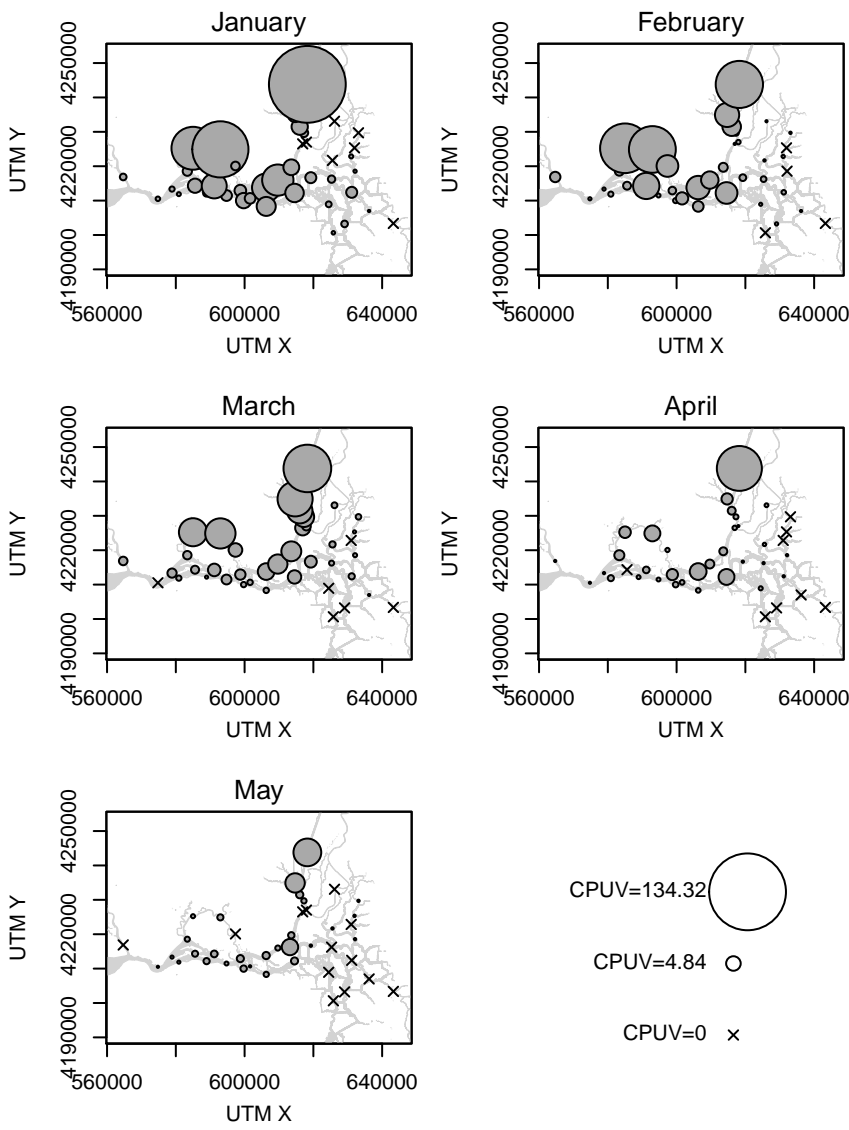 January
February
4250000
4220000
4190000
UTM Y
560000 600000 640000
UTM X
4250000
4220000
4190000
UTM Y
560000 600000 640000
UTM X
March
April
4250000
4220000
4190000
UTM Y
560000 600000 640000
UTM X
4250000
4220000
4190000
UTM Y
560000 600000 640000
UTM X
May
4250000
4220000
4190000
UTM Y
560000 600000 640000
UTM X
CPUV=134.32
CPUV=4.84
CPUV=0